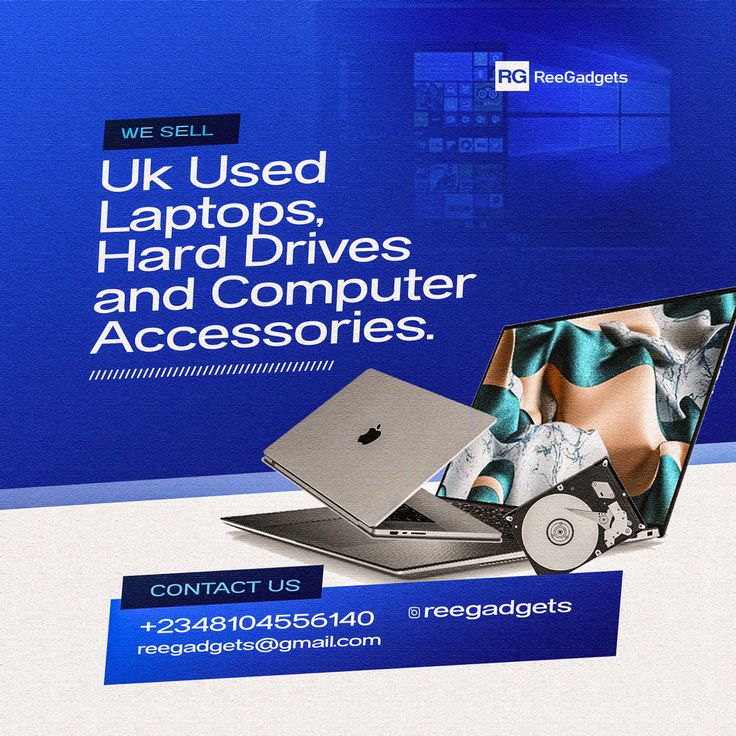 RG ReeGadgets
WE SELL
Uk Used
Laptops,
Hard Drives
and Computer
Accessories.
CONTACT US
+2348104556140
reegadgets@gmail.com
reegadgets